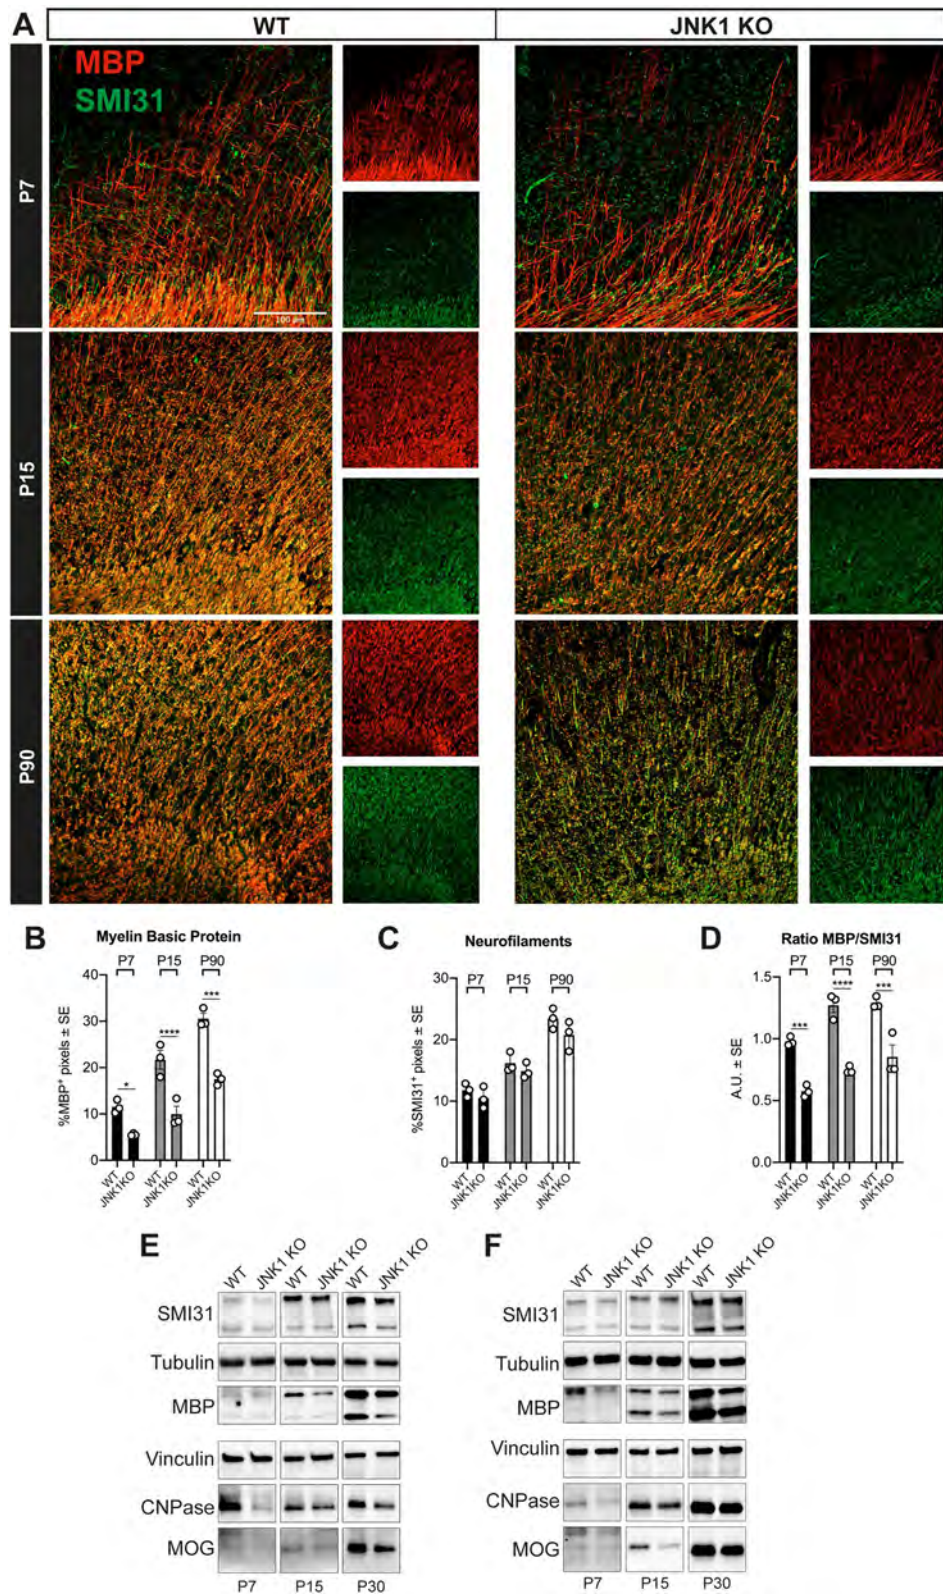 A
WT
JNK1 KO
MBP
SMI31
P7
100 µm
P15
P90
B
Myelin Basic Protein
P7
P15
P90
%MBP⁺ pixels ± SE
40
30
20
10
0
*
****
***
WT
JNK1KO
WT
JNK1KO
WT
JNK1KO
C
Neurofilaments
P7
P15
P90
%SMI31⁺ pixels ± SE
30
20
10
0
WT
JNK1KO
WT
JNK1KO
WT
JNK1KO
D
Ratio MBP/SMI31
P7
P15
P90
A.U. ± SE
1.5
1.0
0.5
0.0
***
****
***
WT
JNK1KO
WT
JNK1KO
WT
JNK1KO
E
WT
JNK1 KO
WT
JNK1 KO
WT
JNK1 KO
SMI31
Tubulin
MBP
Vinculin
CNPase
MOG
P7
P15
P30
F
WT
JNK1 KO
WT
JNK1 KO
WT
JNK1 KO
SMI31
Tubulin
MBP
Vinculin
CNPase
MOG
P7
P15
P30